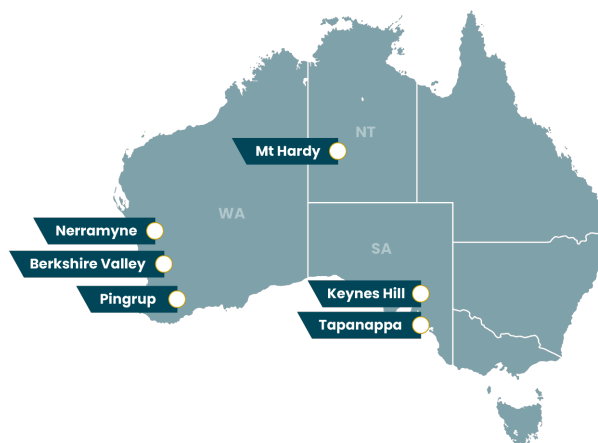 NT
Mt Hardy
WA
Nerramyne
SA
Berkshire Valley
Keynes Hill
Pingrup
Tapanappa